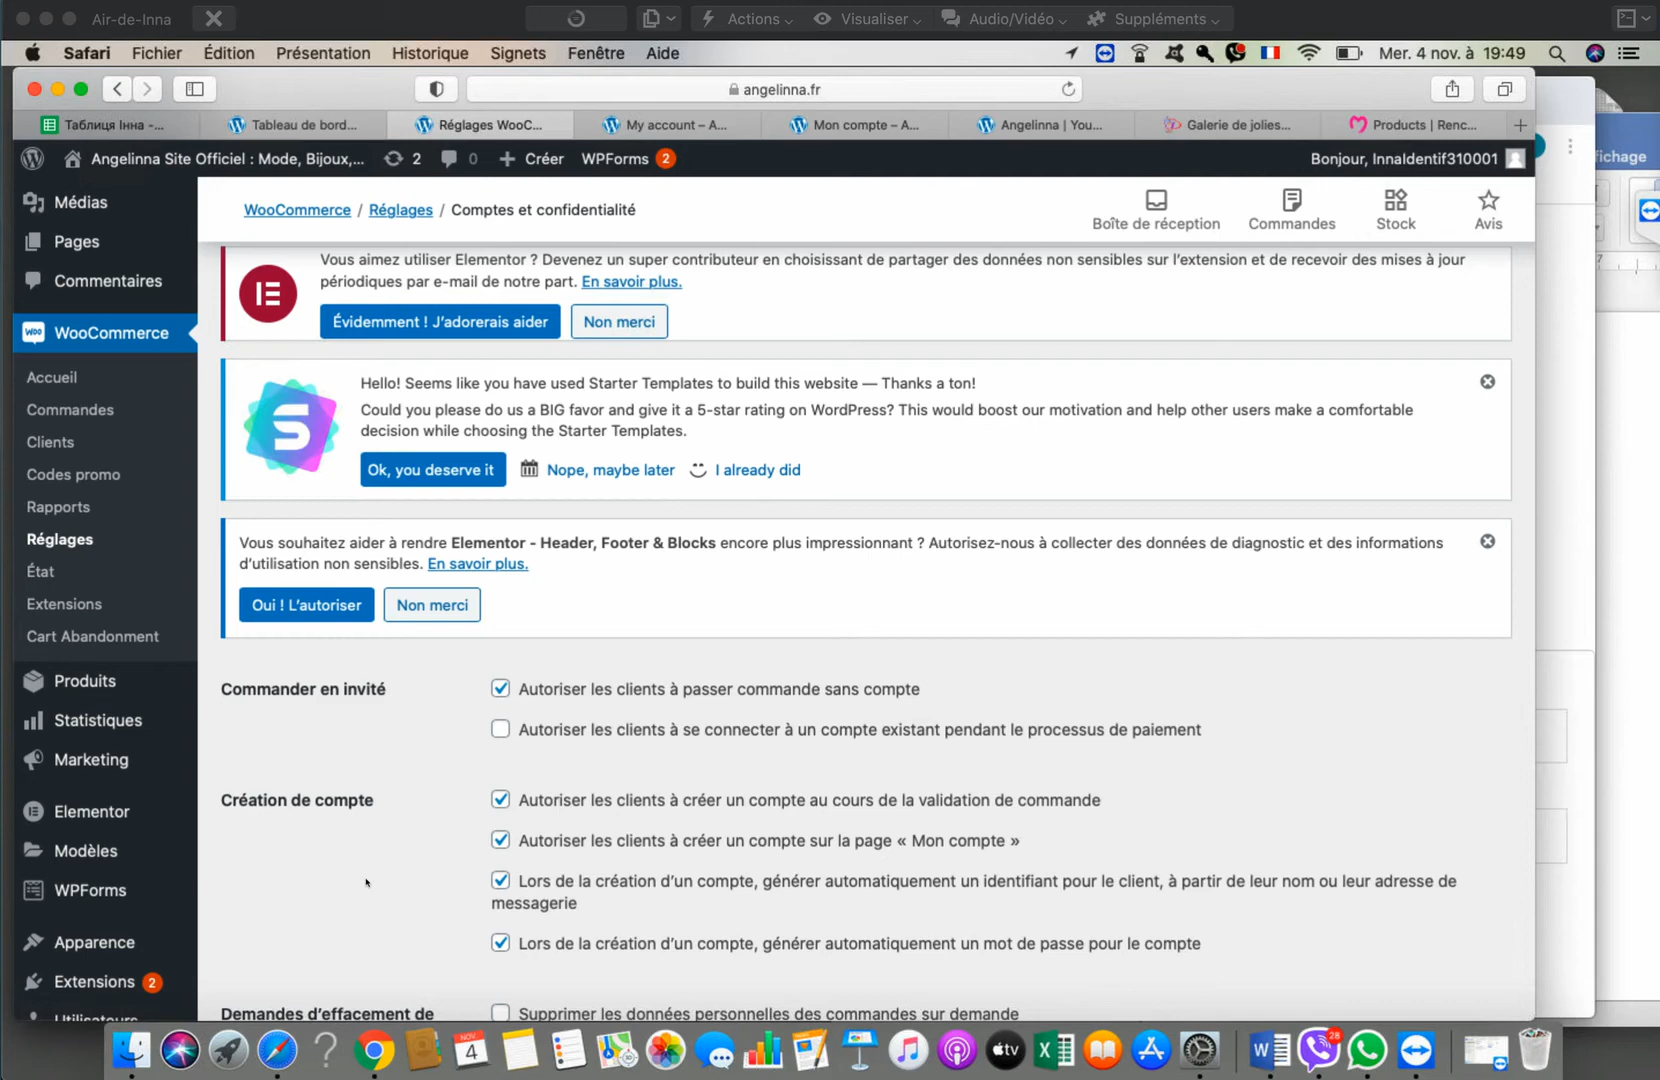 Air-de-Inna
Actions
Visualiser
Audio/Vidéo
Suppléments
Safari Fichier Édition Présentation Historique Signets Fenêtre Aide
Mer. 4 nov. à 19:49
angelinna.fr
Таблиця Інна -...
Tableau de bord...
Réglages WooC...
My account – A...
Mon compte – A...
Angelinna | You...
Galerie de jolies...
Products | Renc...
Angelinna Site Officiel : Mode, Bijoux,...
2
0
Créer
WPForms 2
Bonjour, InnaIdentif310001
ichage
Médias
Pages
Commentaires
WooCommerce
Accueil
Commandes
Clients
Codes promo
Rapports
Réglages
État
Extensions
Cart Abandonment
Produits
Statistiques
Marketing
Elementor
Modèles
WPForms
Apparence
Extensions 2
Utilisateurs
WooCommerce / Réglages / Comptes et confidentialité
Boîte de réception
Commandes
Stock
Avis
Vous aimez utiliser Elementor ? Devenez un super contributeur en choisissant de partager des données non sensibles sur l'extension et de recevoir des mises à jour
périodiques par e-mail de notre part. En savoir plus.
Évidemment ! J'adorerais aider
Non merci
Hello! Seems like you have used Starter Templates to build this website — Thanks a ton!
Could you please do us a BIG favor and give it a 5-star rating on WordPress? This would boost our motivation and help other users make a comfortable
decision while choosing the Starter Templates.
Ok, you deserve it
Nope, maybe later
I already did
Vous souhaitez aider à rendre Elementor - Header, Footer & Blocks encore plus impressionnant ? Autorisez-nous à collecter des données de diagnostic et des informations
d'utilisation non sensibles. En savoir plus.
Oui ! L'autoriser
Non merci
Commander en invité
Autoriser les clients à passer commande sans compte
Autoriser les clients à se connecter à un compte existant pendant le processus de paiement
Création de compte
Autoriser les clients à créer un compte au cours de la validation de commande
Autoriser les clients à créer un compte sur la page « Mon compte »
Lors de la création d'un compte, générer automatiquement un identifiant pour le client, à partir de leur nom ou leur adresse de
messagerie
Lors de la création d'un compte, générer automatiquement un mot de passe pour le compte
Demandes d'effacement de
Supprimer les données personnelles des commandes sur demande
NOV.
4
tv
28